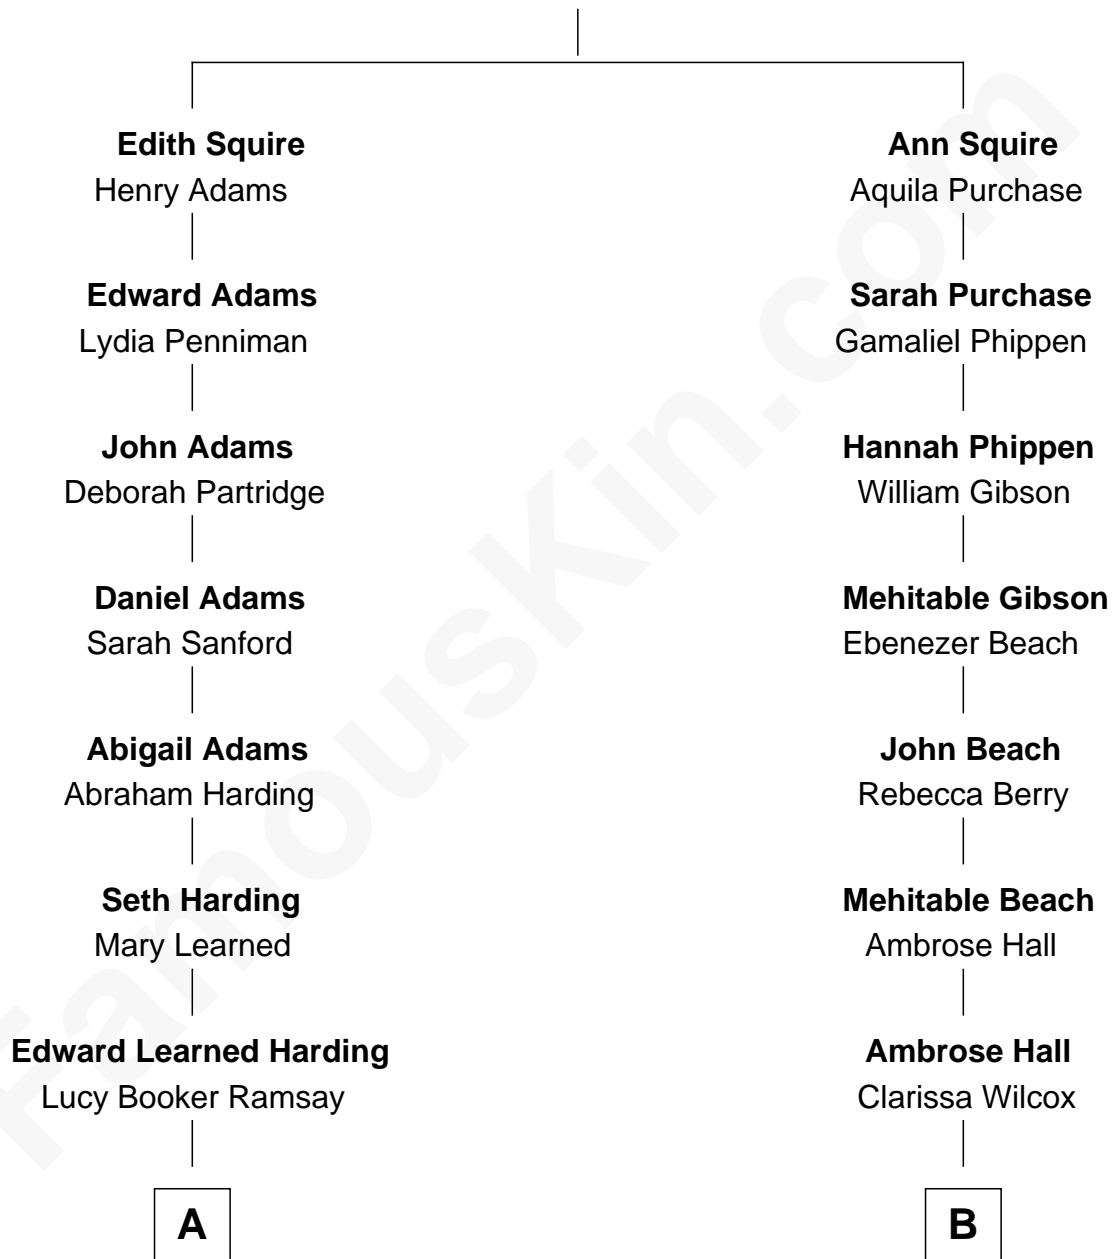 Edith Squire
Henry Adams
Ann Squire
Aquila Purchase
Edward Adams
Lydia Penniman
Sarah Purchase
Gamaliel Phippen
John Adams
Deborah Partridge
Hannah Phippen
William Gibson
Daniel Adams
Sarah Sanford
Mehitable Gibson
Ebenezer Beach
Abigail Adams
Abraham Harding
John Beach
Rebecca Berry
Seth Harding
Mary Learned
Mehitable Beach
Ambrose Hall
Edward Learned Harding
Lucy Booker Ramsay
Ambrose Hall
Clarissa Wilcox
A
B
FamousKin.com